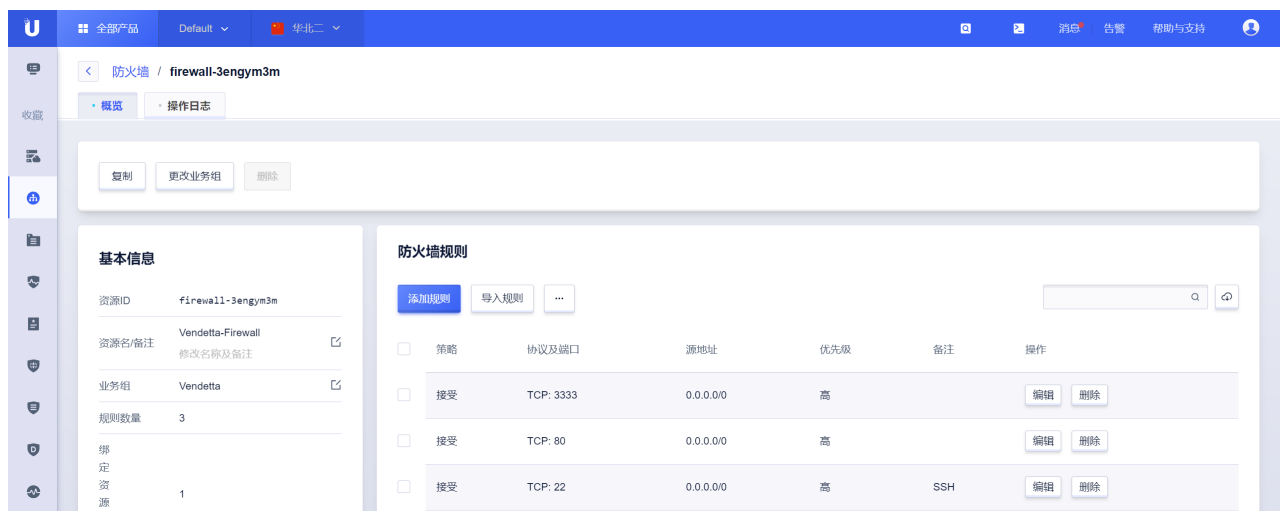 全部产品 Default 华北二 消息 告警 帮助与支持
防火墙 / firewall-3engym3m
概览 操作日志
收藏
复制 更改业务组 删除
基本信息
资源ID firewall-3engym3m
资源名/备注 Vendetta-Firewall
修改名称及备注
业务组 Vendetta
规则数量 3
绑
定
资
源
1
防火墙规则
添加规则 导入规则 ...
策略 协议及端口 源地址 优先级 备注 操作
接受 TCP: 3333 0.0.0.0/0 高 编辑 删除
接受 TCP: 80 0.0.0.0/0 高 编辑 删除
接受 TCP: 22 0.0.0.0/0 高 SSH 编辑 删除